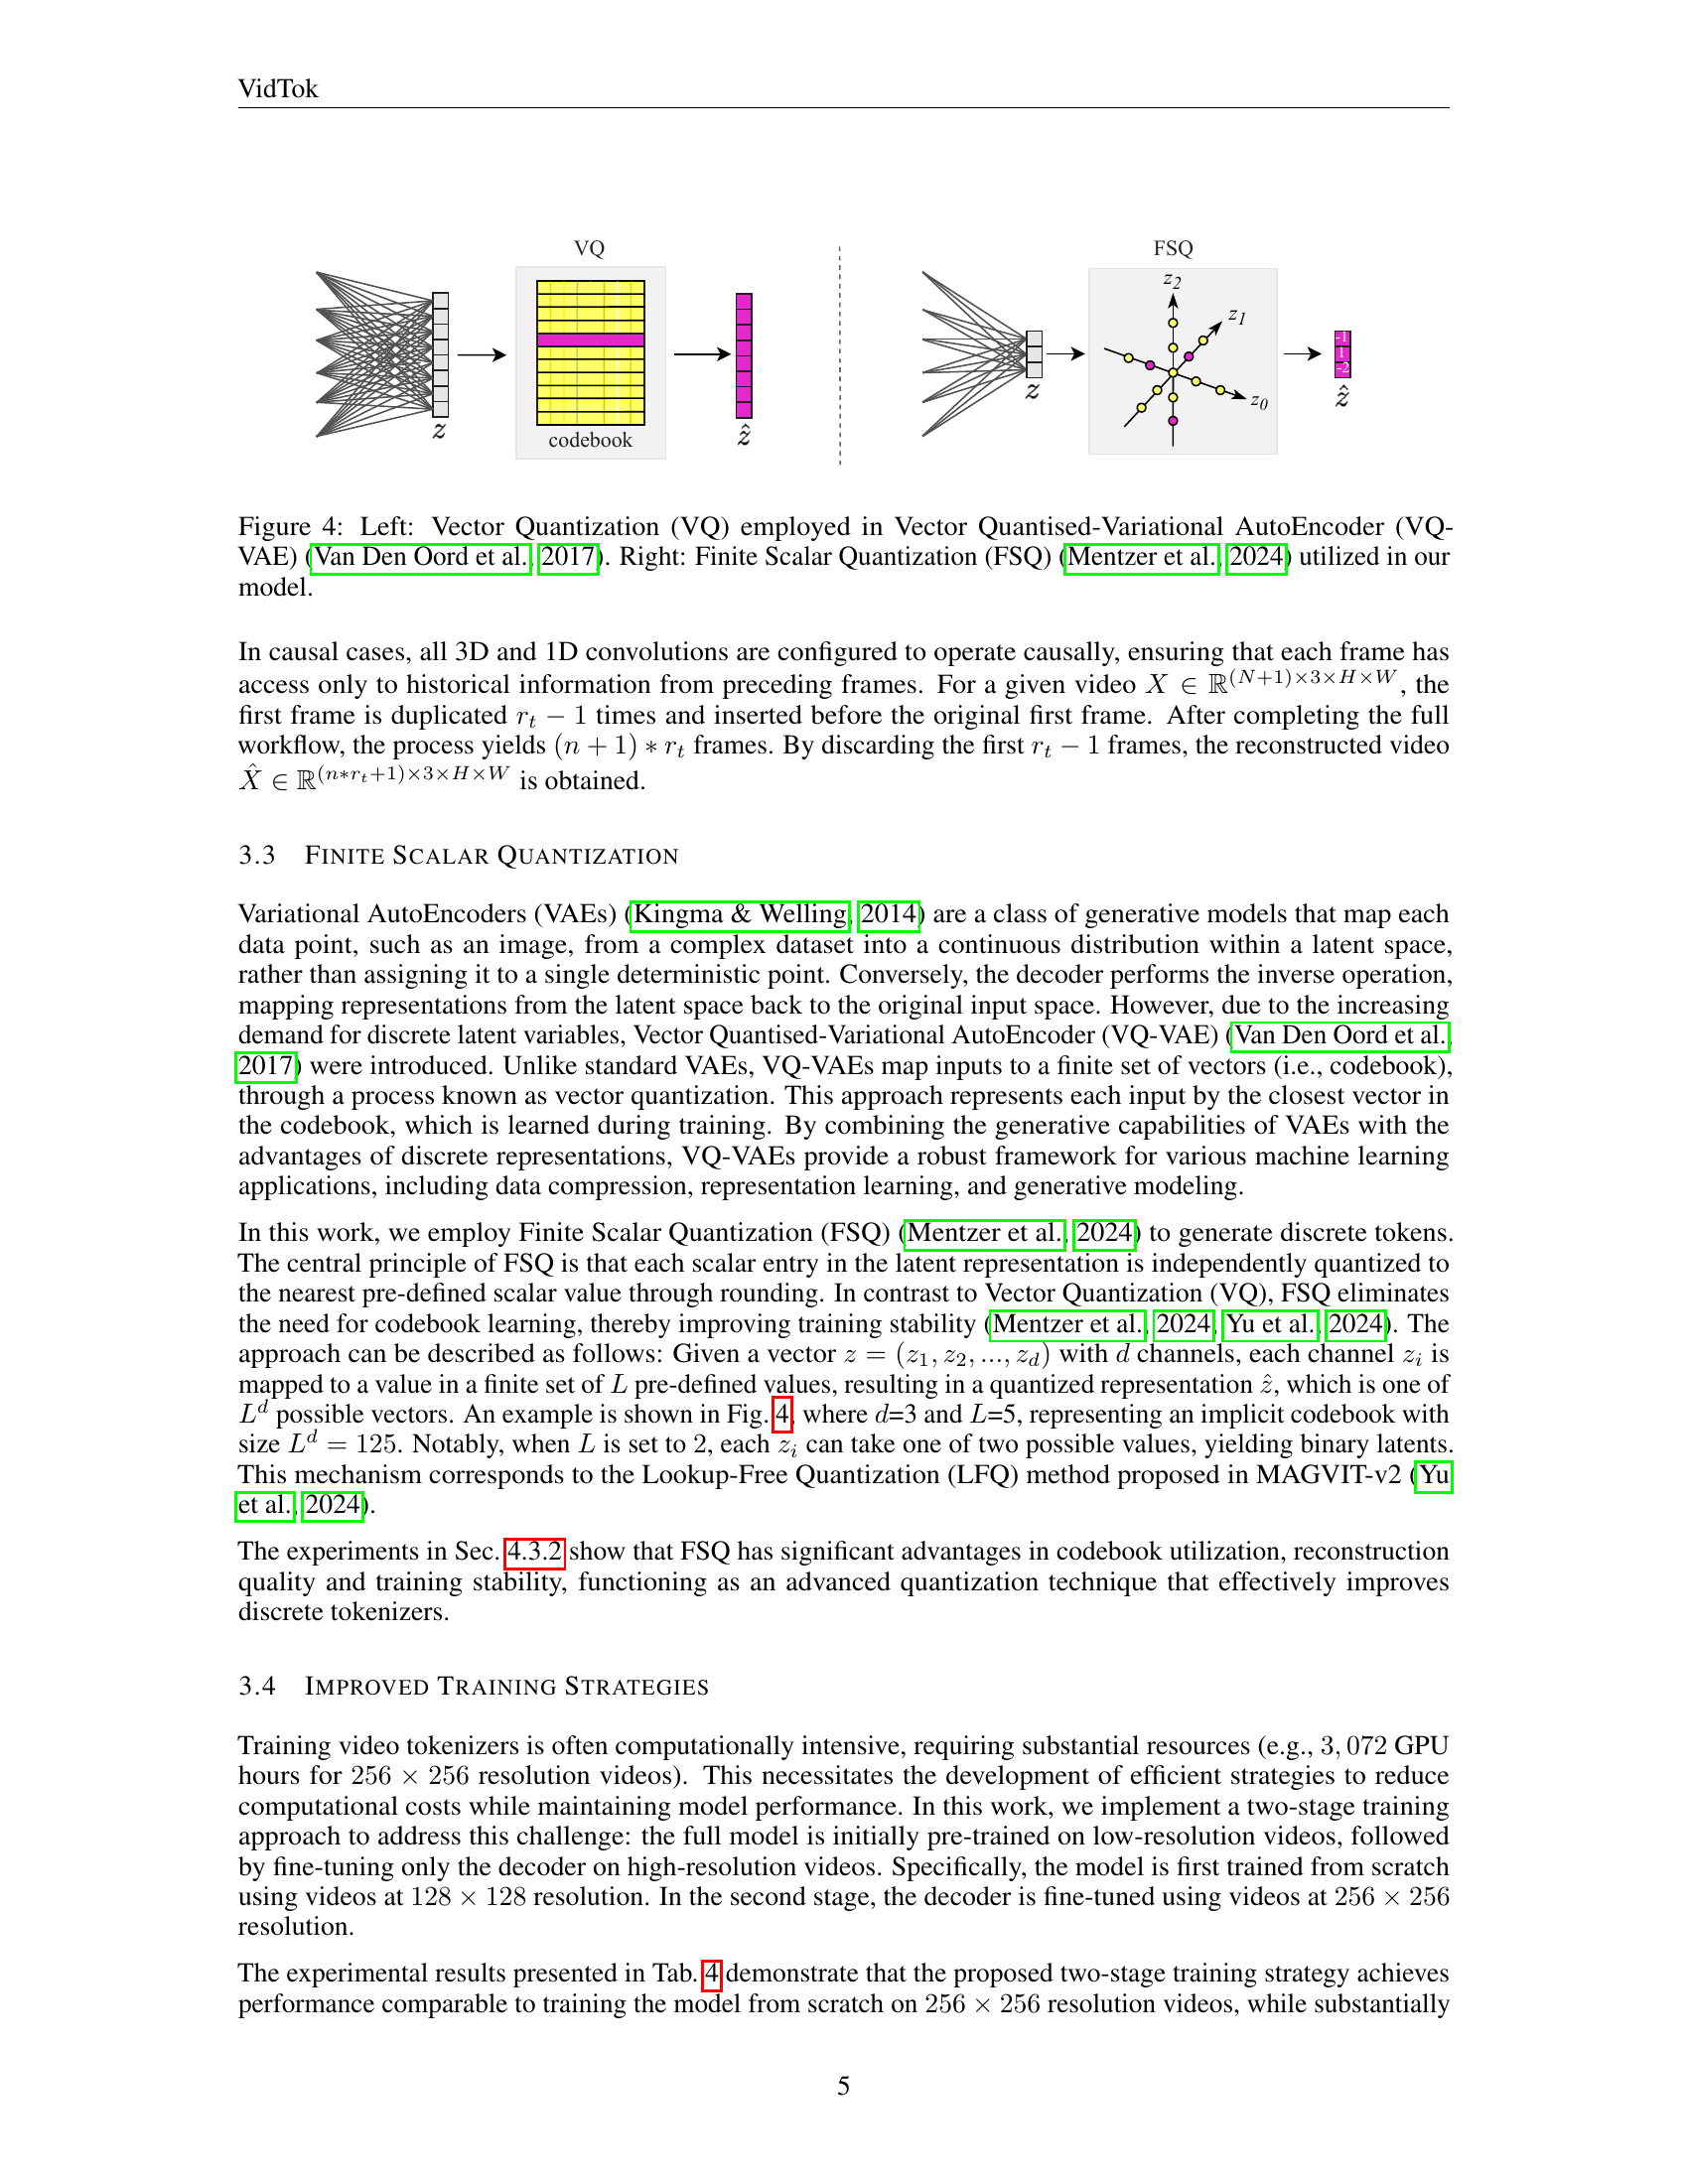 VidTok
VQ
FSQ
z
codebook
ẑ
z
z₂
z₁
z₀
-1
1
-2
ẑ
Figure 4: Left: Vector Quantization (VQ) employed in Vector Quantised-Variational AutoEncoder (VQ-
VAE) (Van Den Oord et al., 2017). Right: Finite Scalar Quantization (FSQ) (Mentzer et al., 2024) utilized in our
model.
In causal cases, all 3D and 1D convolutions are configured to operate causally, ensuring that each frame has
access only to historical information from preceding frames. For a given video X ∈ ℝ^{(N+1)×3×H×W}, the
first frame is duplicated r_t − 1 times and inserted before the original first frame. After completing the full
workflow, the process yields (n + 1) ∗ r_t frames. By discarding the first r_t − 1 frames, the reconstructed video
X̂ ∈ ℝ^{(n∗r_t+1)×3×H×W} is obtained.
3.3 FINITE SCALAR QUANTIZATION
Variational AutoEncoders (VAEs) (Kingma & Welling, 2014) are a class of generative models that map each
data point, such as an image, from a complex dataset into a continuous distribution within a latent space,
rather than assigning it to a single deterministic point. Conversely, the decoder performs the inverse operation,
mapping representations from the latent space back to the original input space. However, due to the increasing
demand for discrete latent variables, Vector Quantised-Variational AutoEncoder (VQ-VAE) (Van Den Oord et al.,
2017) were introduced. Unlike standard VAEs, VQ-VAEs map inputs to a finite set of vectors (i.e., codebook),
through a process known as vector quantization. This approach represents each input by the closest vector in
the codebook, which is learned during training. By combining the generative capabilities of VAEs with the
advantages of discrete representations, VQ-VAEs provide a robust framework for various machine learning
applications, including data compression, representation learning, and generative modeling.
In this work, we employ Finite Scalar Quantization (FSQ) (Mentzer et al., 2024) to generate discrete tokens.
The central principle of FSQ is that each scalar entry in the latent representation is independently quantized to
the nearest pre-defined scalar value through rounding. In contrast to Vector Quantization (VQ), FSQ eliminates
the need for codebook learning, thereby improving training stability (Mentzer et al., 2024; Yu et al., 2024). The
approach can be described as follows: Given a vector z = (z₁, z₂, ..., z_d) with d channels, each channel z_i is
mapped to a value in a finite set of L pre-defined values, resulting in a quantized representation ẑ, which is one of
L^d possible vectors. An example is shown in Fig. 4, where d=3 and L=5, representing an implicit codebook with
size L^d = 125. Notably, when L is set to 2, each z_i can take one of two possible values, yielding binary latents.
This mechanism corresponds to the Lookup-Free Quantization (LFQ) method proposed in MAGVIT-v2 (Yu
et al., 2024).
The experiments in Sec. 4.3.2 show that FSQ has significant advantages in codebook utilization, reconstruction
quality and training stability, functioning as an advanced quantization technique that effectively improves
discrete tokenizers.
3.4 IMPROVED TRAINING STRATEGIES
Training video tokenizers is often computationally intensive, requiring substantial resources (e.g., 3, 072 GPU
hours for 256 × 256 resolution videos). This necessitates the development of efficient strategies to reduce
computational costs while maintaining model performance. In this work, we implement a two-stage training
approach to address this challenge: the full model is initially pre-trained on low-resolution videos, followed
by fine-tuning only the decoder on high-resolution videos. Specifically, the model is first trained from scratch
using videos at 128 × 128 resolution. In the second stage, the decoder is fine-tuned using videos at 256 × 256
resolution.
The experimental results presented in Tab. 4 demonstrate that the proposed two-stage training strategy achieves
performance comparable to training the model from scratch on 256 × 256 resolution videos, while substantially
5